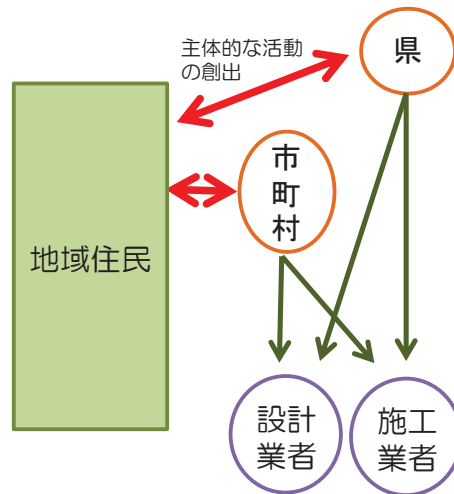 主体的な活動
の創出
県
市
町
村
地域住民
設計
業者
施工
業者